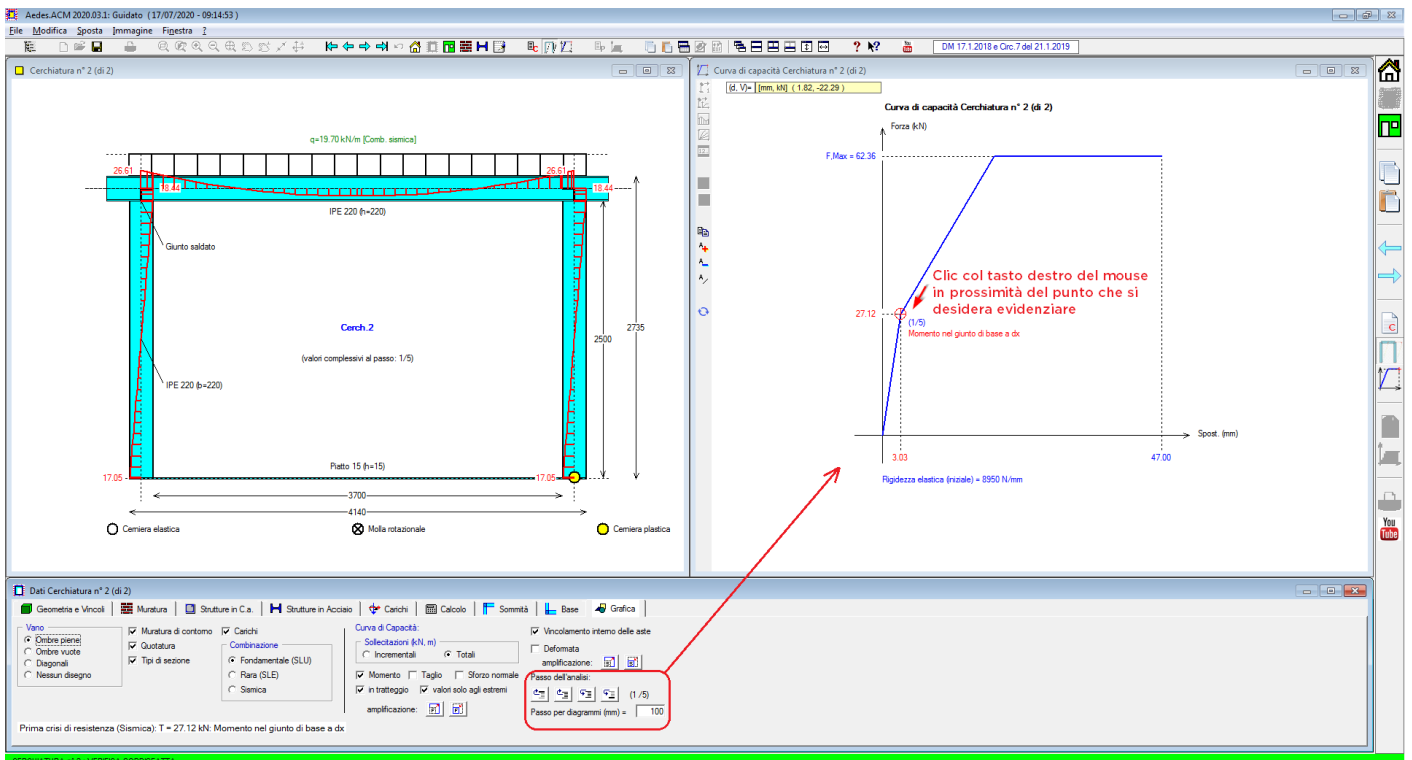 Aedes.ACM 2020.03.1: Guidato (17/07/2020 - 09:14:53)
File Modifica Sposta Immagine Finestra ?
DM 17.1.2018 e Circ.7 del 21.1.2019
Cerchiatura n° 2 (di 2)
q=19.70 kN/m [Comb. sismica]
26.61
26.61
18.44
18.44
IPE 220 (h=220)
Giunto saldato
Cerch.2
2500
2735
(valori complessivi al passo: 1/5)
IPE 220 (b=220)
Piatto 15 (h=15)
17.05
17.05
3700
4140
Cerniera elastica
Molla rotazionale
Cerniera plastica
Curva di capacità Cerchiatura n° 2 (di 2)
(d, V)= [mm, kN] ( 1.82, -22.29 )
Curva di capacità Cerchiatura n° 2 (di 2)
Forza (kN)
F,Max = 62.36
Clic col tasto destro del mouse
in prossimità del punto che si
desidera evidenziare
27.12
(1/5)
Momento nel giunto di base a dx
Spost. (mm)
3.03
47.00
Rigidezza elastica (iniziale) = 8950 N/mm
You
Tube
Dati Cerchiatura n° 2 (di 2)
Geometria e Vincoli
Muratura
Strutture in C.a.
Strutture in Acciaio
Carichi
Calcolo
Sommità
Base
Grafica
Vano
Ombre piene
Ombre vuote
Diagonali
Nessun disegno
Muratura di contorno
Quotatura
Tipi di sezione
Carichi
Combinazione
Fondamentale (SLU)
Rara (SLE)
Sismica
Curva di Capacità:
Sollecitazioni (kN, m)
Incrementali
Totali
Momento
Taglio
Sforzo normale
in tratteggio
valori solo agli estremi
amplificazione:
Vincolamento interno delle aste
Deformata
amplificazione:
Passo dell'analisi:
(1 /5)
Passo per diagrammi (mm) = 100
Prima crisi di resistenza (Sismica): T = 27.12 kN: Momento nel giunto di base a dx